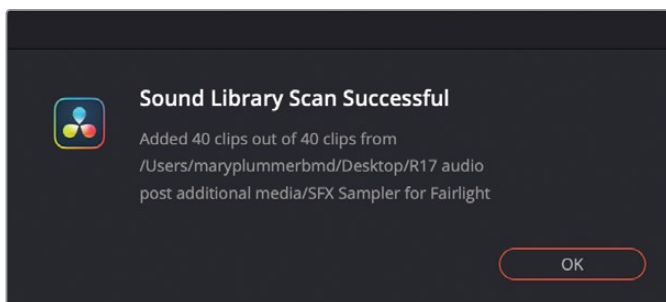 Sound Library Scan Successful
Added 40 clips out of 40 clips from
/Users/maryplummerbmd/Desktop/R17 audio
post additional media/SFX Sampler for Fairlight
OK